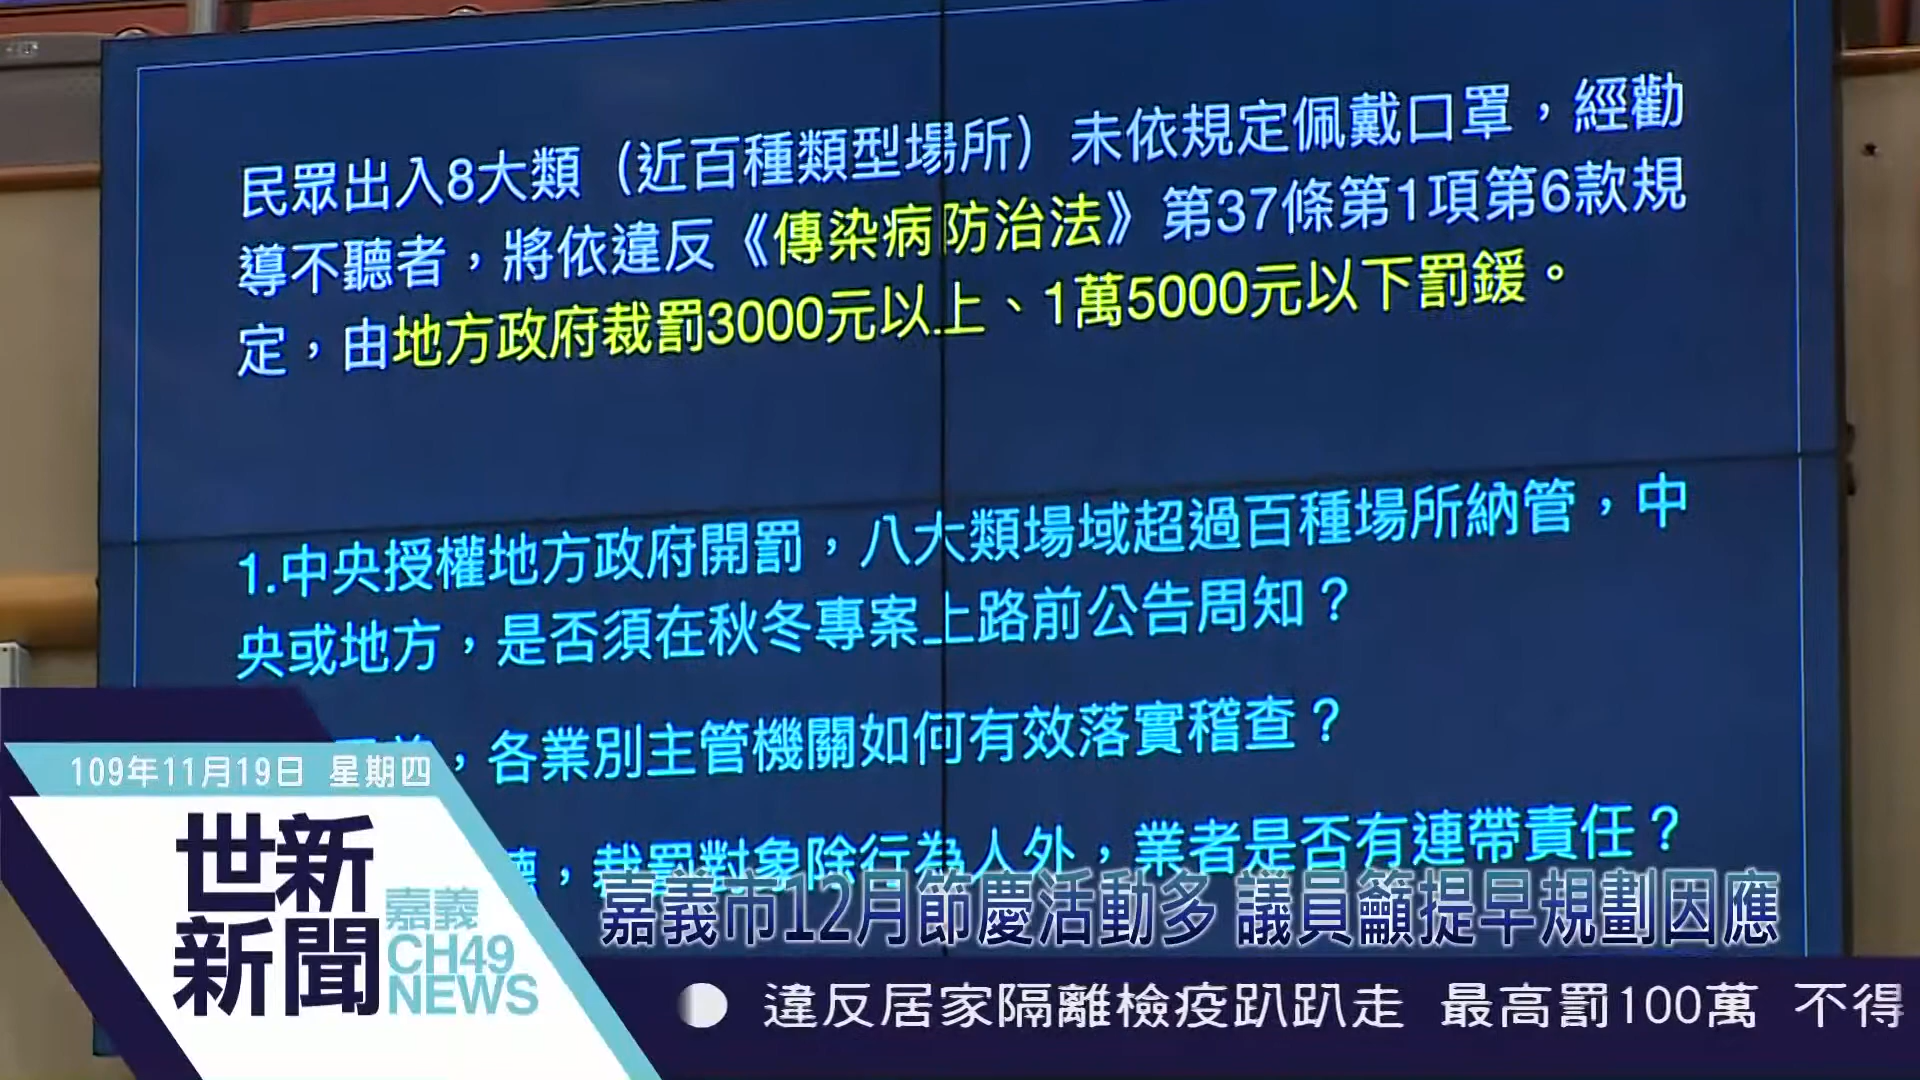 民眾出入8大類（近百種類型場所）未依規定佩戴口罩，經勸
導不聽者，將依違反《傳染病防治法》第37條第1項第6款規
定，由地方政府裁罰3000元以上、1萬5000元以下罰鍰。
1.中央授權地方政府開罰，八大類場域超過百種場所納管，中
央或地方，是否須在秋冬專案上路前公告周知？
，各業別主管機關如何有效落實稽查？
聽，裁罰對象除行為人外，業者是否有連帶責任？
109年11月19日 星期四
世新
新聞
嘉義
CH49
NEWS
嘉義市12月節慶活動多 議員籲提早規劃因應
違反居家隔離檢疫趴趴走 最高罰100萬 不得